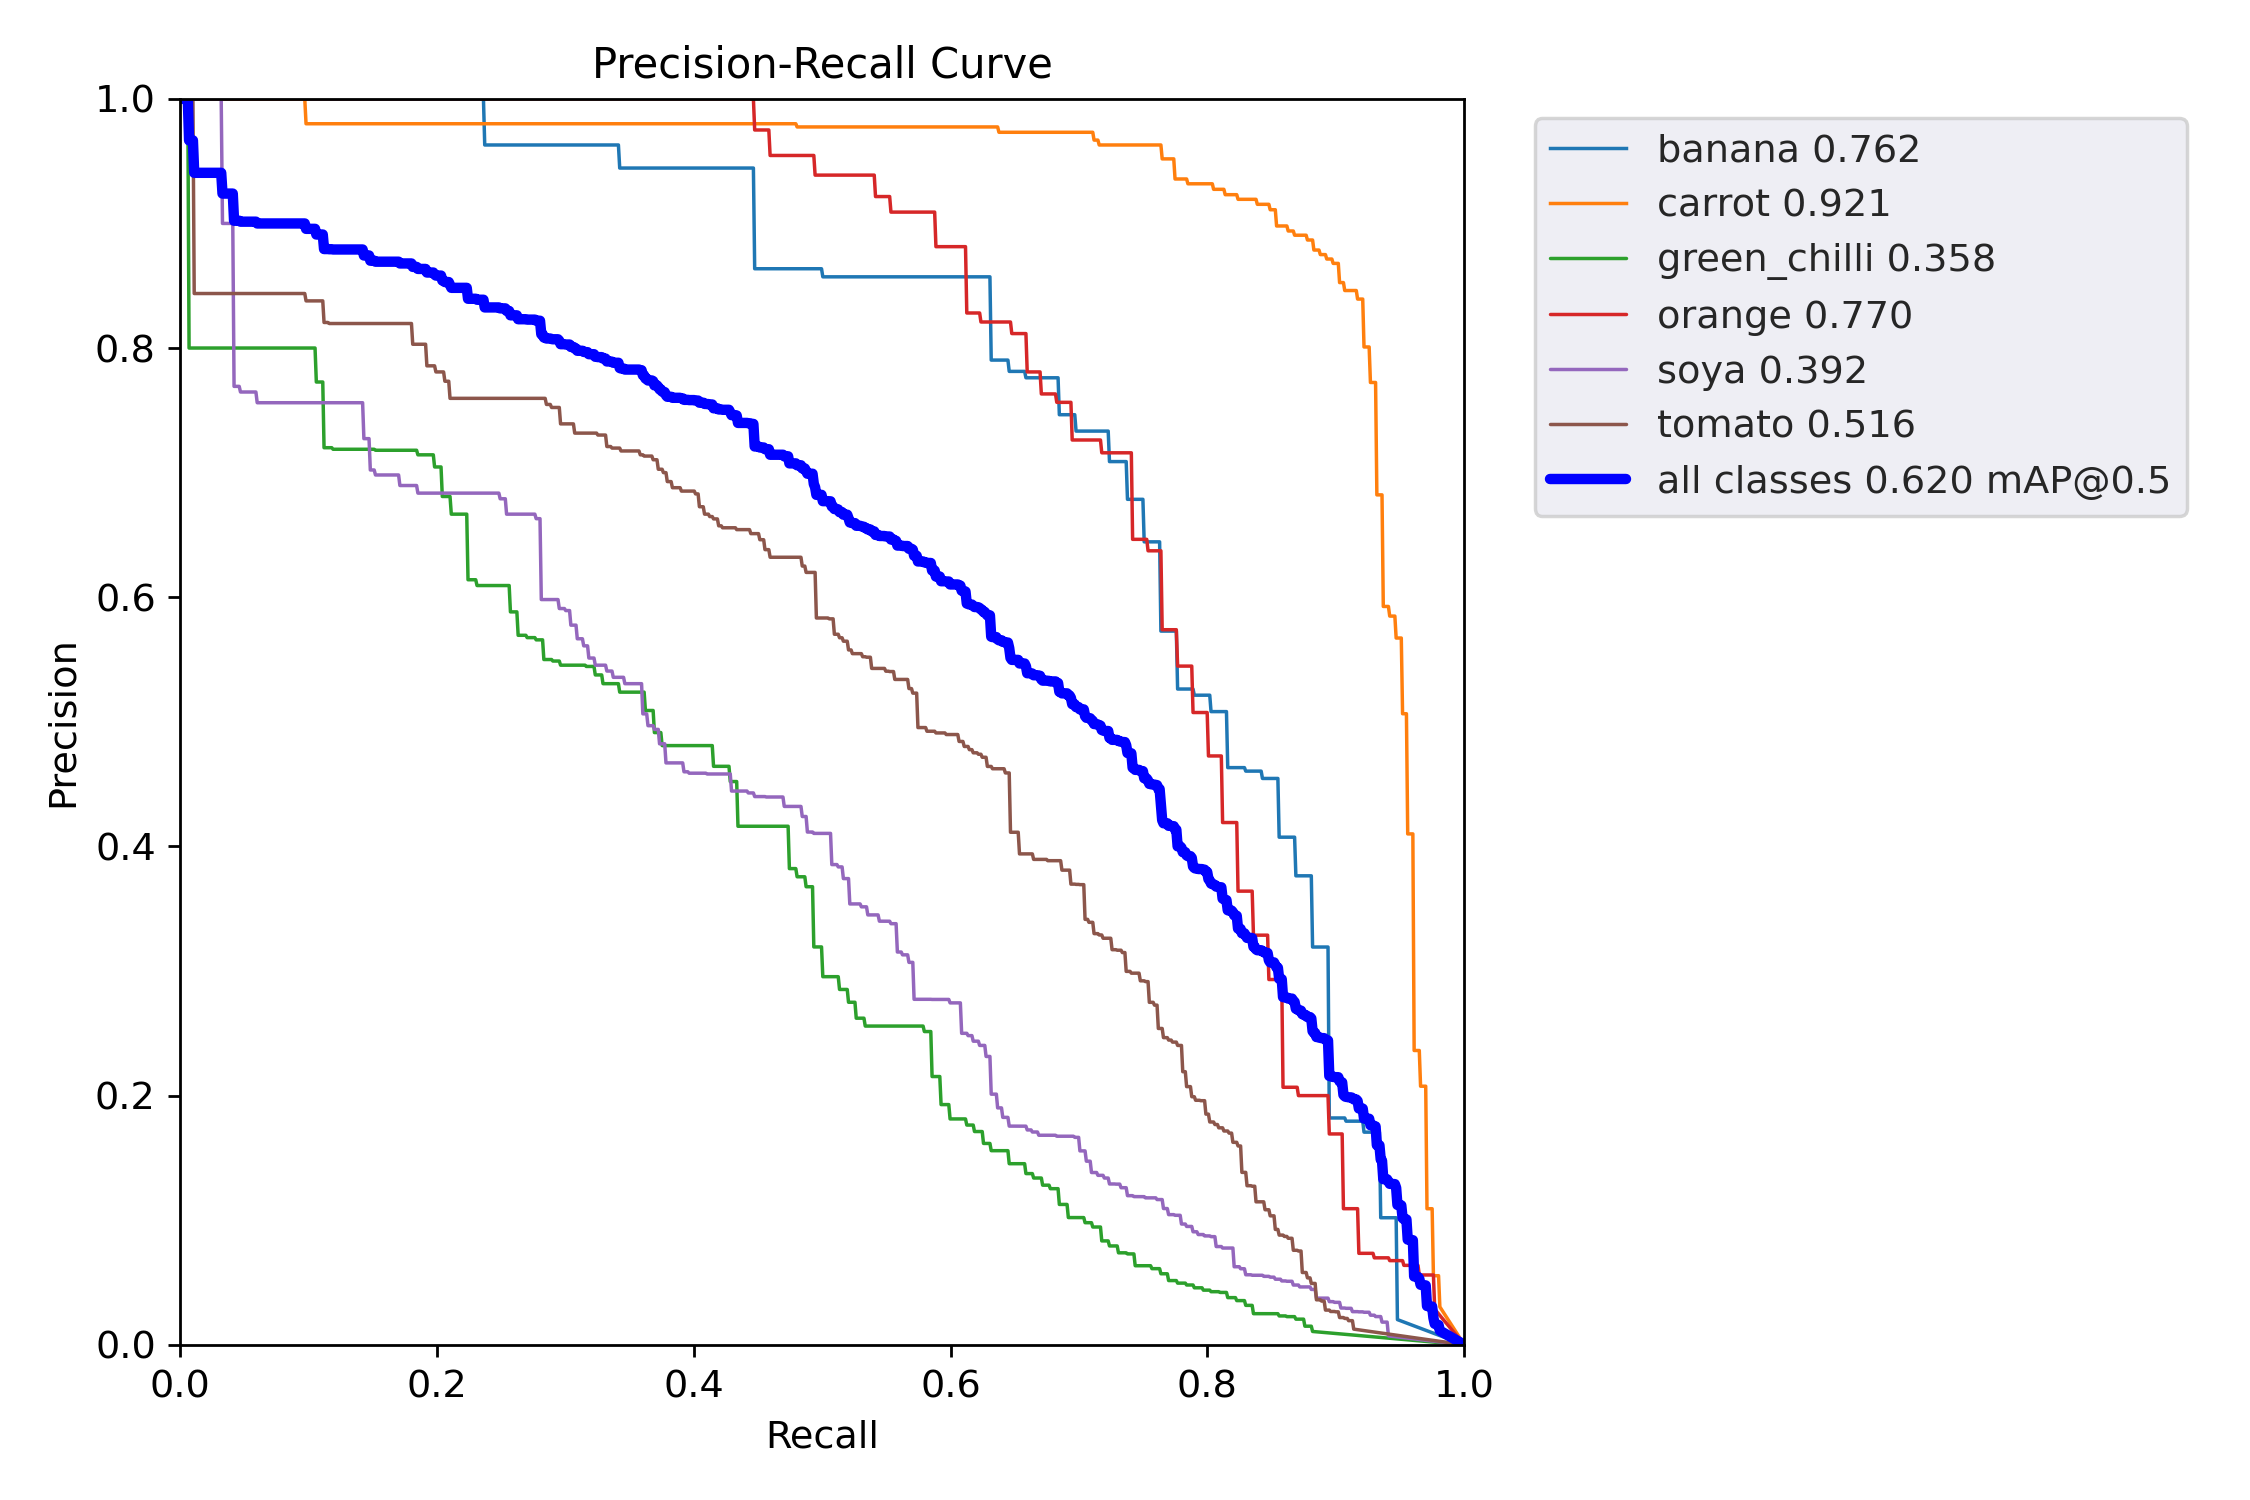 Precision-Recall Curve
1.0
0.8
0.6
0.4
0.2
0.0
Precision
0.0 0.2 0.4 0.6 0.8 1.0
Recall
banana 0.762
carrot 0.921
green_chilli 0.358
orange 0.770
soya 0.392
tomato 0.516
all classes 0.620 mAP@0.5